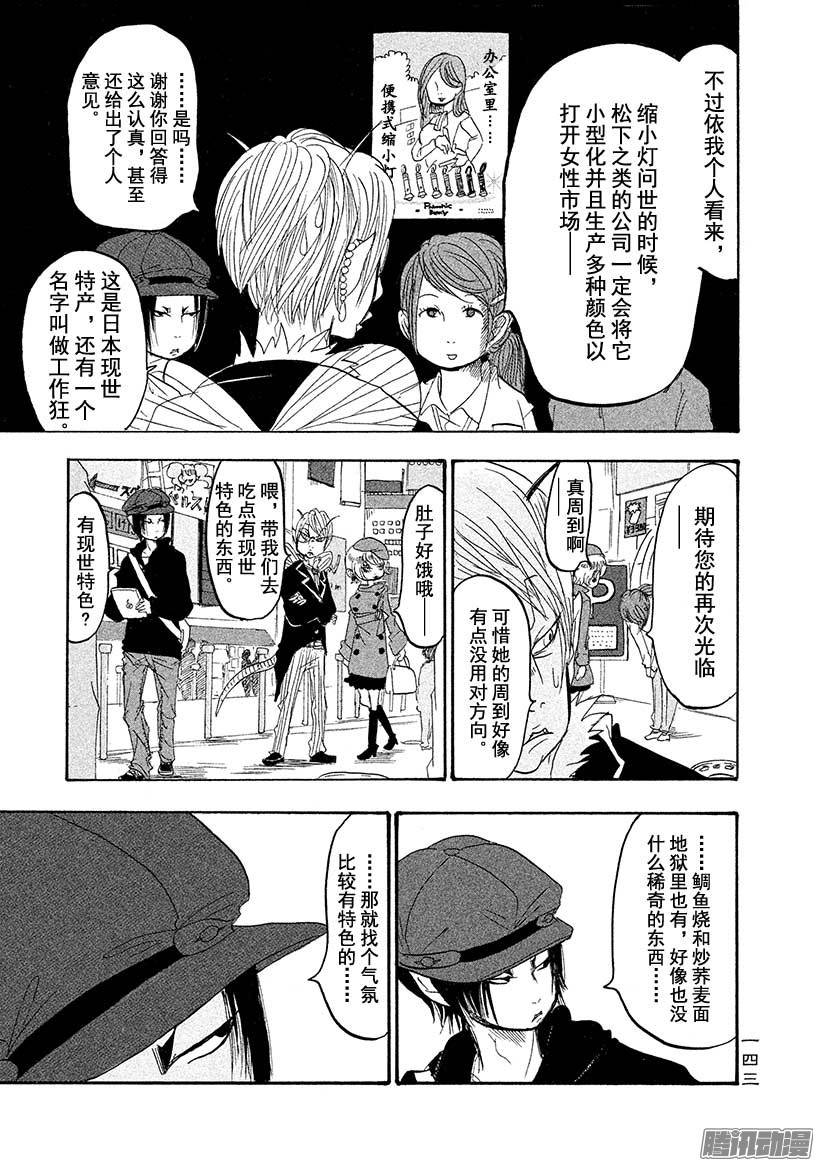 不过依我个人看来，
缩小灯问世的时候，
松下之类的公司一定会将它
小型化并且生产多种颜色以
打开女性市场——
办公室里……
便携式缩小灯
……是吗……
谢谢你回答得
这么认真，甚至
还给出了个人
意见。
这是日本现世
特产，还有一个
名字叫做工作狂。
期待您的再次光临
——
真周到啊
可惜她的周到好像
有点没用对方向。
肚子好饿哦——
喂，带我们去
吃点有现世
特色的东西。
有现世特色？
……鲷鱼烧和炒荞麦面
地狱里也有，好像也没
什么稀奇的东西……
……那就找个气氛
比较有特色的……
一四三
腾讯动漫